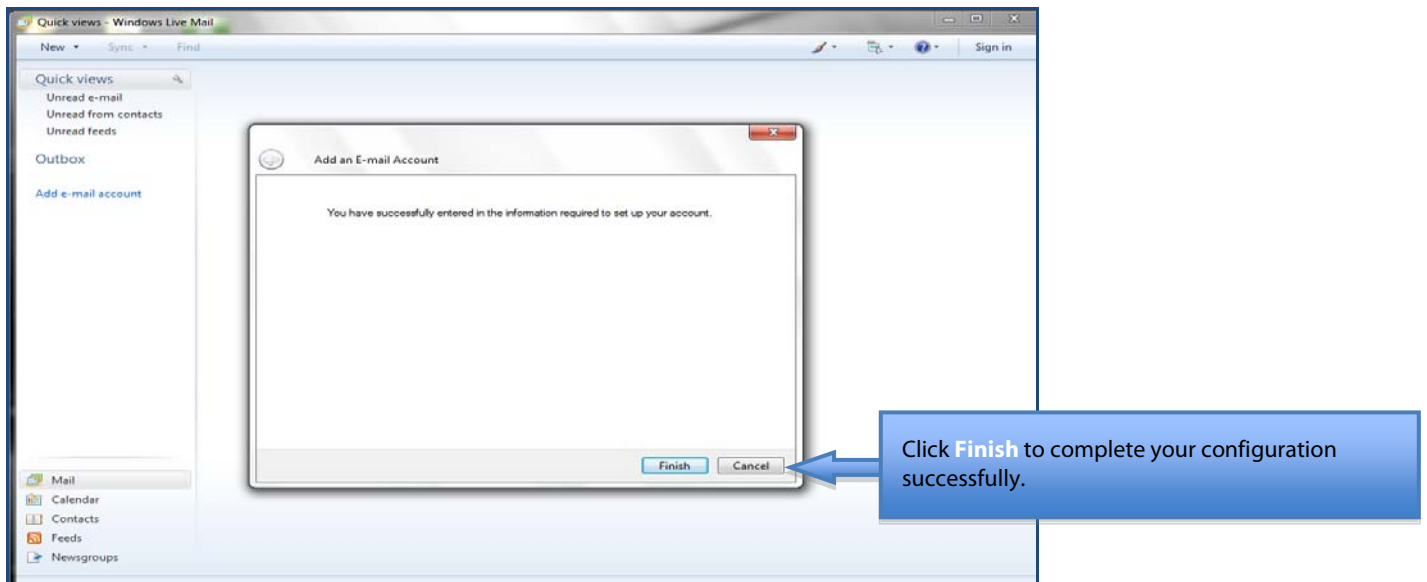 Quick views - Windows Live Mail
New Sync Find Sign in
Quick views
Unread e-mail
Unread from contacts
Unread feeds
Outbox
Add e-mail account
Add an E-mail Account
You have successfully entered in the information required to set up your account.
Finish Cancel
Click Finish to complete your configuration
successfully.
Mail
Calendar
Contacts
Feeds
Newsgroups